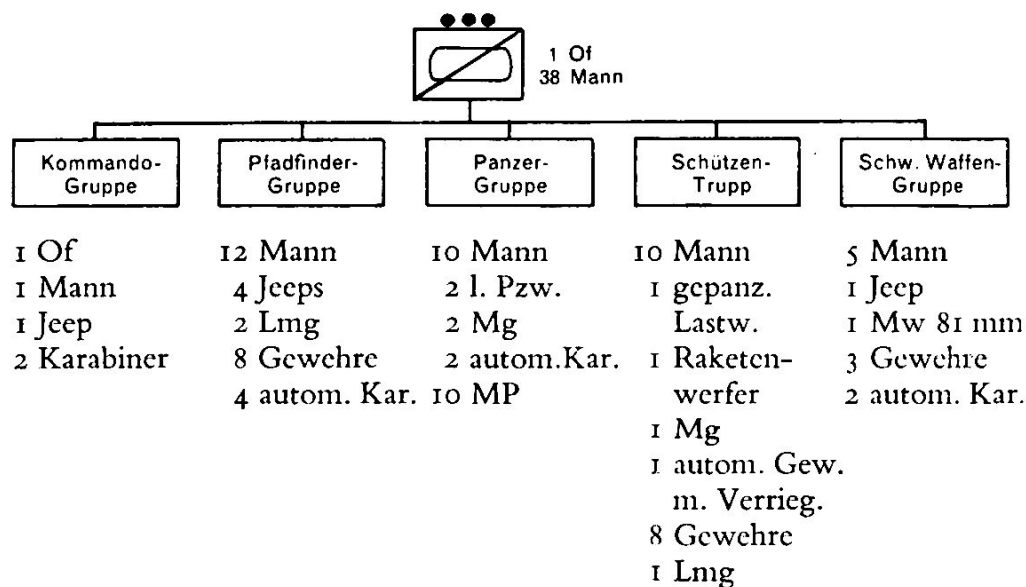 1 Of
38 Mann
Kommando-
Gruppe
Pfadfinder-
Gruppe
Panzer-
Gruppe
Schützen-
Trupp
Schw. Waffen-
Gruppe
1 Of
1 Mann
1 Jeep
2 Karabiner
12 Mann
4 Jeeps
2 Lmg
8 Gewehre
4 autom. Kar.
10 Mann
2 l. Pzw.
2 Mg
2 autom.Kar.
10 MP
10 Mann
1 gepanz.
Lastw.
1 Raketen-
werfer
1 Mg
1 autom. Gew.
m. Verrieg.
8 Gewehre
1 Lmg
5 Mann
1 Jeep
1 Mw 81 mm
3 Gewehre
2 autom. Kar.